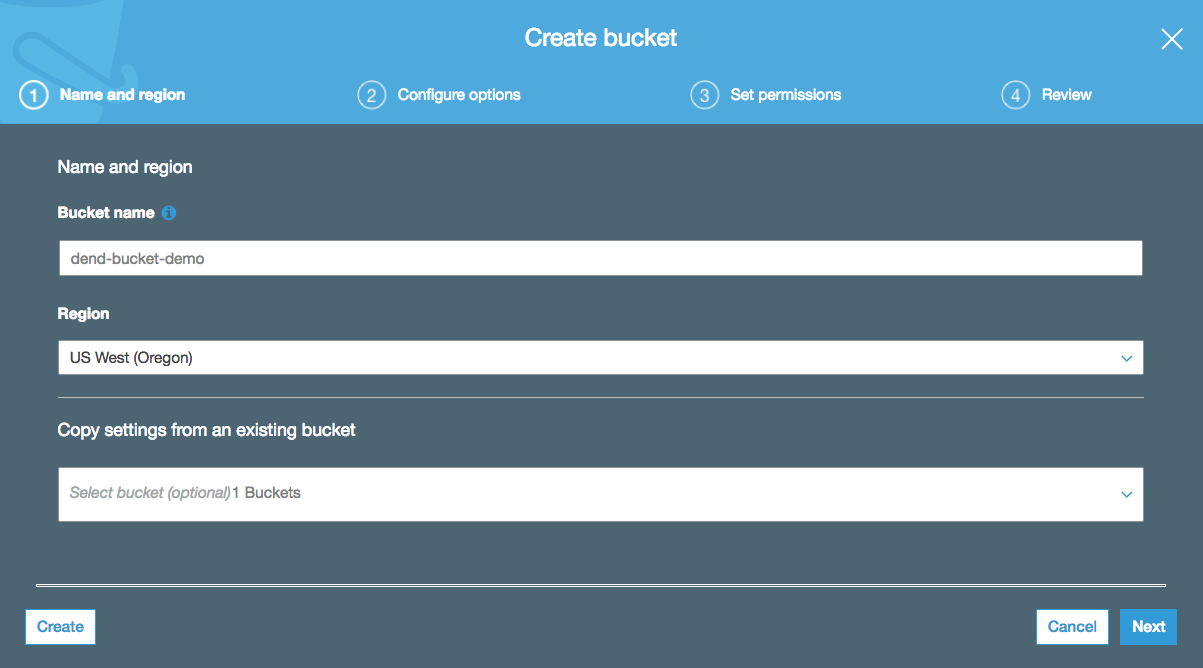 Create bucket
1 Name and region
2 Configure options
3 Set permissions
4 Review
Name and region
Bucket name
dend-bucket-demo
Region
US West (Oregon)
Copy settings from an existing bucket
Select bucket (optional)1 Buckets
Create
Cancel
Next